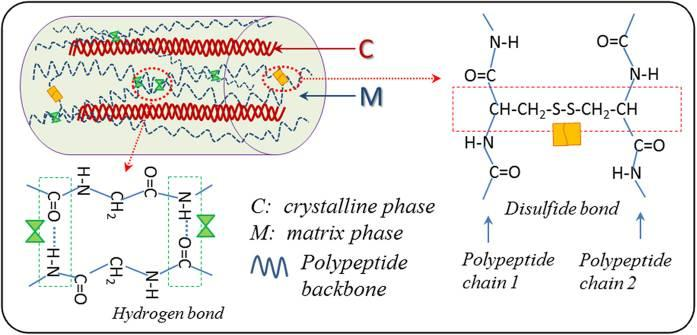 C
M
N-H
O=C
CH-CH₂-S-S-CH₂-CH
H-N
C=O
O=C
N-H
C=O
H-N
Disulfide bond
Polypeptide
chain 1
Polypeptide
chain 2
C: crystalline phase
M: matrix phase
Polypeptide
backbone
C=O
N-H
CH₂
O=C
N-H
H-N
C=O
CH₂
N-H
O=C
Hydrogen bond